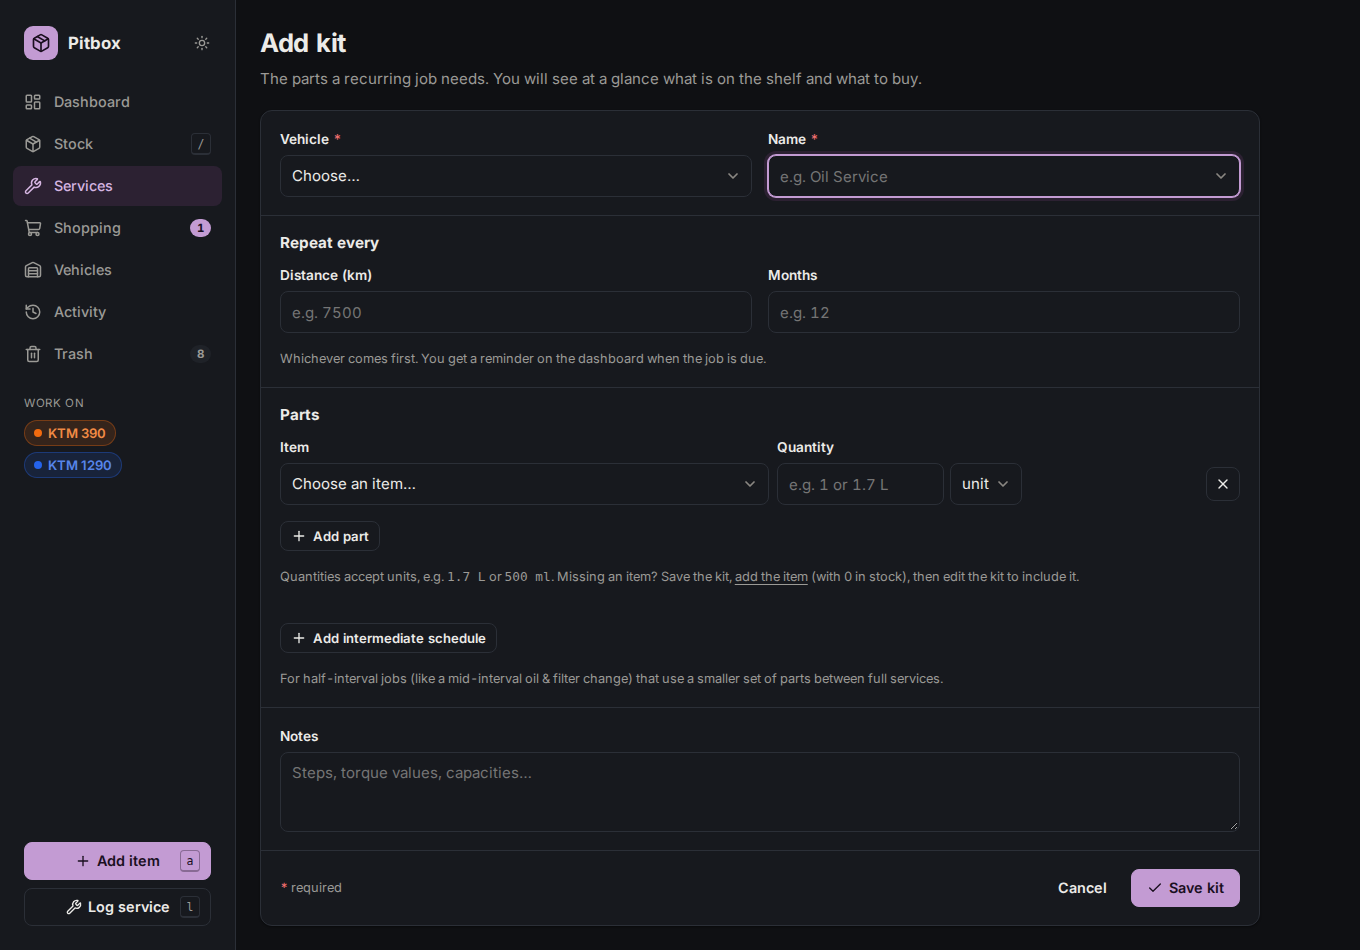 Pitbox
Dashboard
Stock /
Services
Shopping 1
Vehicles
Activity
Trash 8
WORK ON
KTM 390
KTM 1290
Add item a
Log service l
Add kit
The parts a recurring job needs. You will see at a glance what is on the shelf and what to buy.
Vehicle * Name *
Choose... e.g. Oil Service
Repeat every
Distance (km) Months
e.g. 7500 e.g. 12
Whichever comes first. You get a reminder on the dashboard when the job is due.
Parts
Item Quantity
Choose an item... e.g. 1 or 1.7 L unit
Add part
Quantities accept units, e.g. 1.7 L or 500 ml. Missing an item? Save the kit, add the item (with 0 in stock), then edit the kit to include it.
Add intermediate schedule
For half-interval jobs (like a mid-interval oil & filter change) that use a smaller set of parts between full services.
Notes
Steps, torque values, capacities...
* required Cancel Save kit